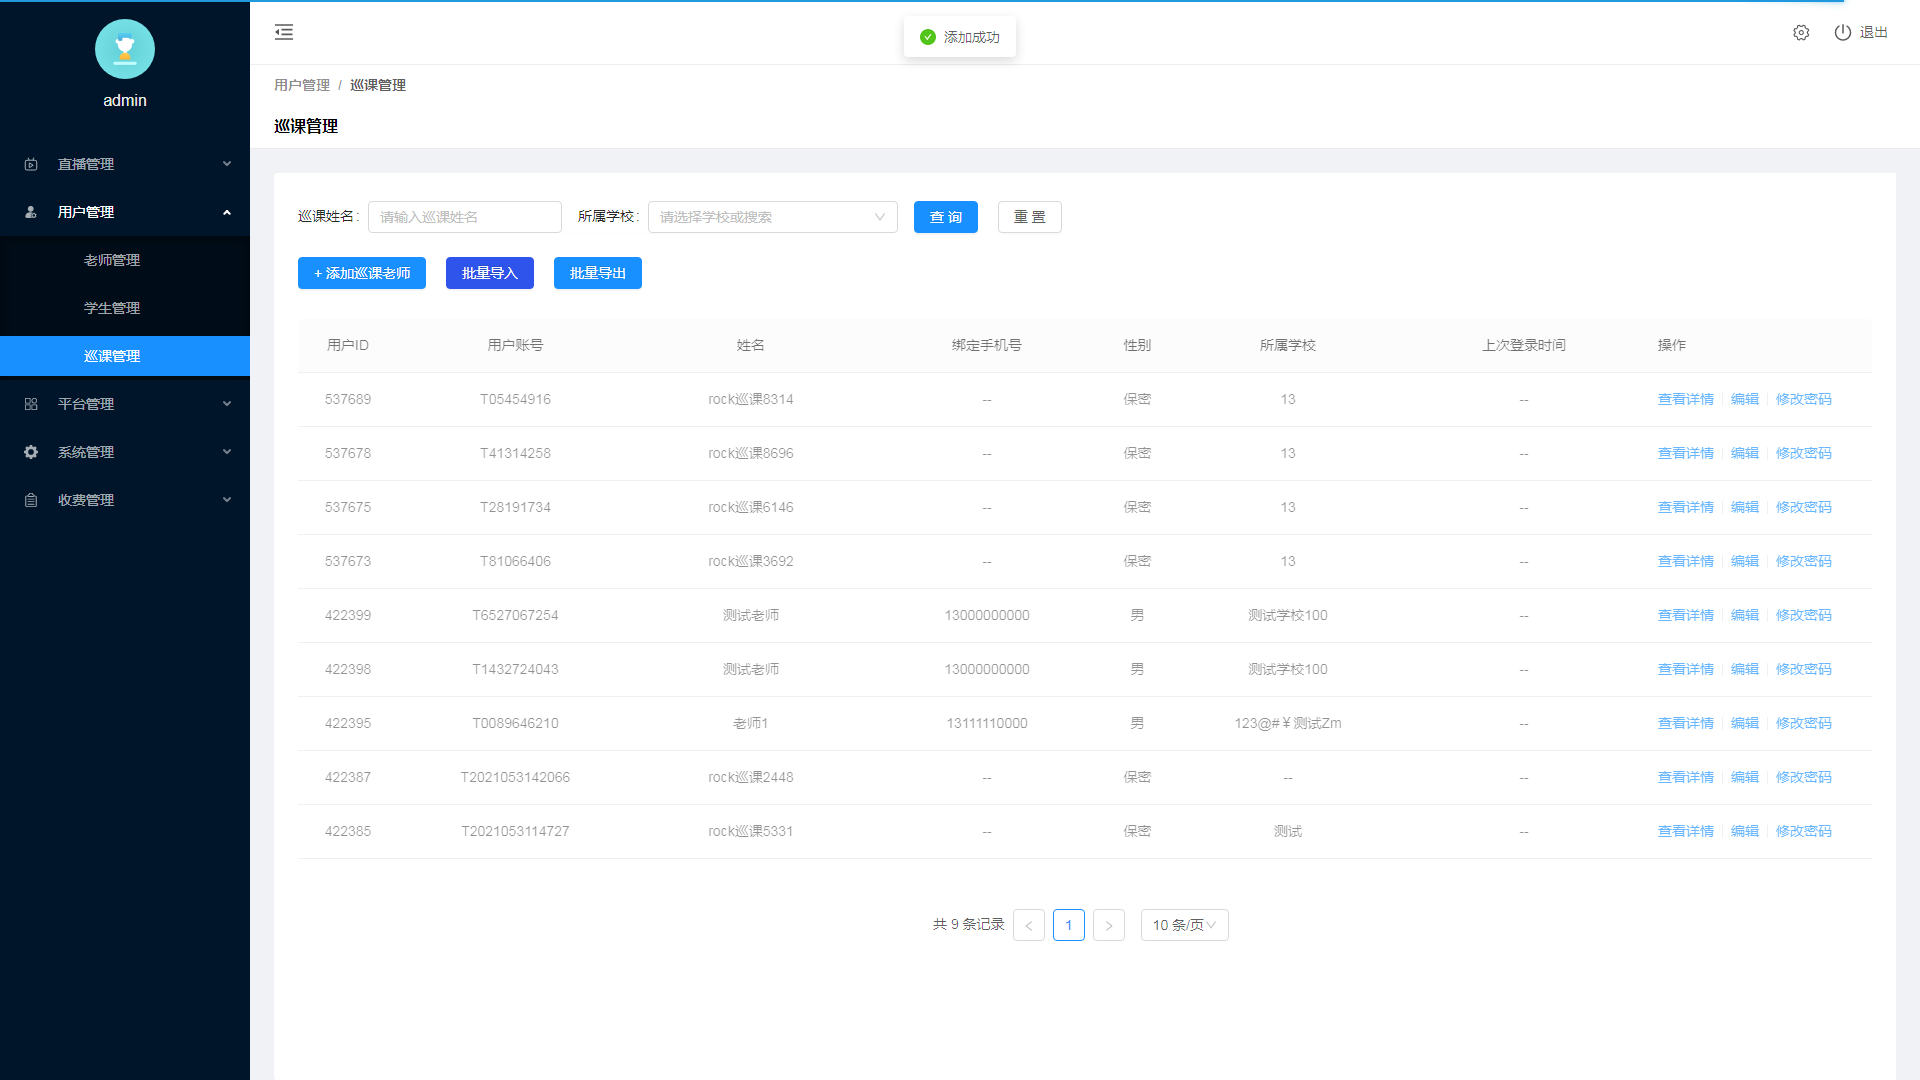 admin
直播管理
用户管理
老师管理
学生管理
巡课管理
平台管理
系统管理
收费管理
添加成功
退出
用户管理 / 巡课管理
巡课管理
巡课姓名: 请输入巡课姓名 所属学校: 请选择学校或搜索 查 询 重 置
+ 添加巡课老师 批量导入 批量导出
用户ID 用户账号 姓名 绑定手机号 性别 所属学校 上次登录时间 操作
537689 T05454916 rock巡课8314 -- 保密 13 -- 查看详情 编辑 修改密码
537678 T41314258 rock巡课8696 -- 保密 13 -- 查看详情 编辑 修改密码
537675 T28191734 rock巡课6146 -- 保密 13 -- 查看详情 编辑 修改密码
537673 T81066406 rock巡课3692 -- 保密 13 -- 查看详情 编辑 修改密码
422399 T6527067254 测试老师 13000000000 男 测试学校100 -- 查看详情 编辑 修改密码
422398 T1432724043 测试老师 13000000000 男 测试学校100 -- 查看详情 编辑 修改密码
422395 T0089646210 老师1 13111110000 男 123@#￥测试Zm -- 查看详情 编辑 修改密码
422387 T2021053142066 rock巡课2448 -- 保密 -- -- 查看详情 编辑 修改密码
422385 T2021053114727 rock巡课5331 -- 保密 测试 -- 查看详情 编辑 修改密码
共 9 条记录 < 1 > 10 条/页